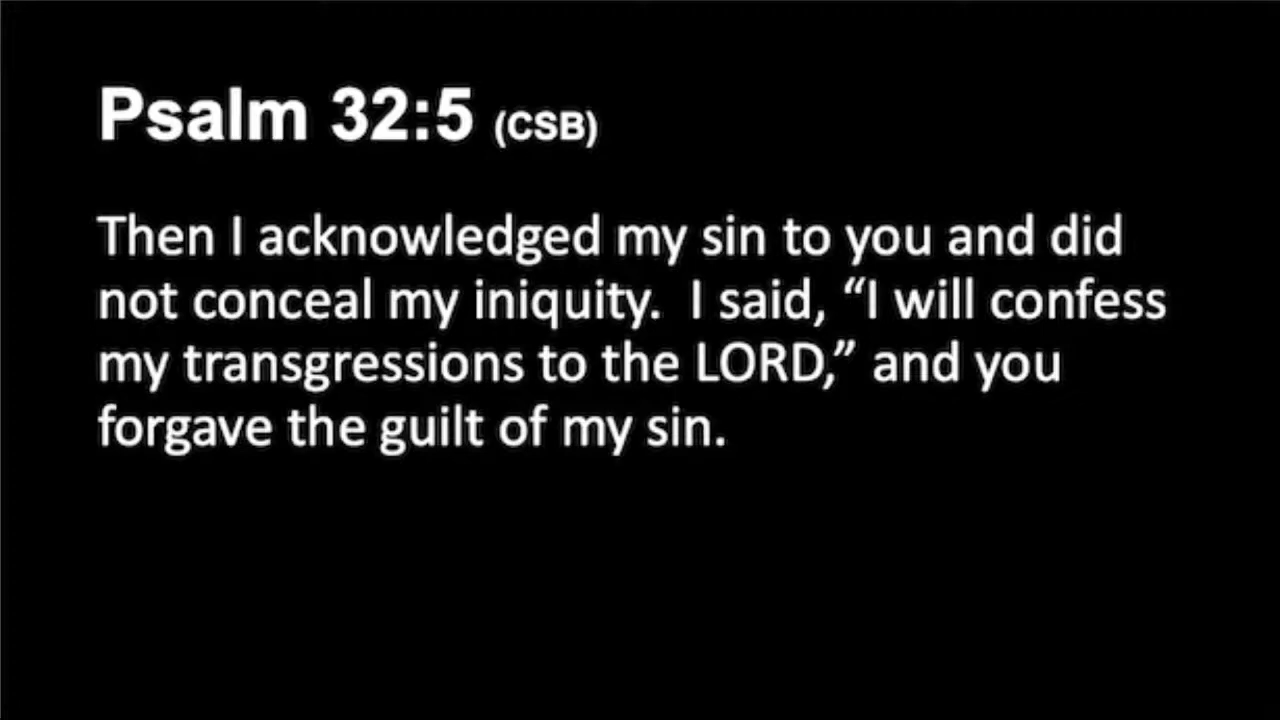 Psalm 32:5 (CSB)
Then I acknowledged my sin to you and did
not conceal my iniquity.  I said, “I will confess
my transgressions to the LORD,” and you
forgave the guilt of my sin.